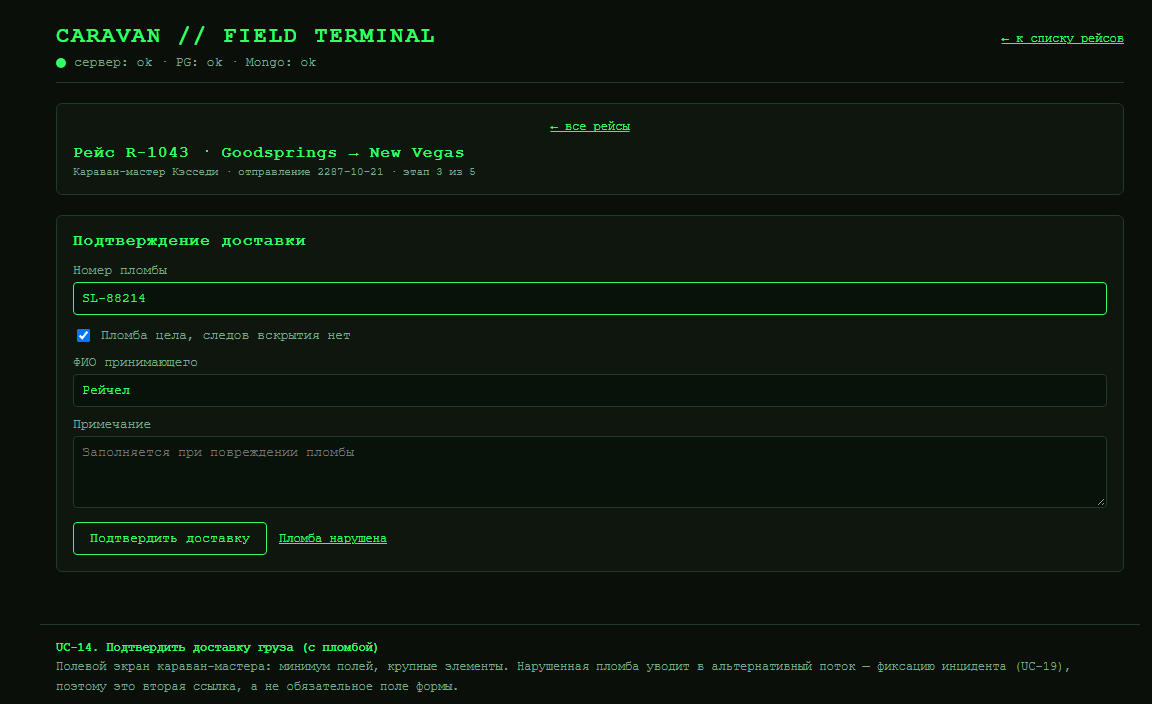 CARAVAN // FIELD TERMINAL
← к списку рейсов
сервер: ok · PG: ok · Mongo: ok
← все рейсы
Рейс R-1043 · Goodsprings → New Vegas
Караван-мастер Кэсседи · отправление 2287-10-21 · этап 3 из 5
Подтверждение доставки
Номер пломбы
SL-88214
Пломба цела, следов вскрытия нет
ФИО принимающего
Рейчел
Примечание
Заполняется при повреждении пломбы
Подтвердить доставку
Пломба нарушена
UC-14. Подтвердить доставку груза (с пломбой)
Полевой экран караван-мастера: минимум полей, крупные элементы. Нарушенная пломба уводит в альтернативный поток — фиксацию инцидента (UC-19),
поэтому это вторая ссылка, а не обязательное поле формы.